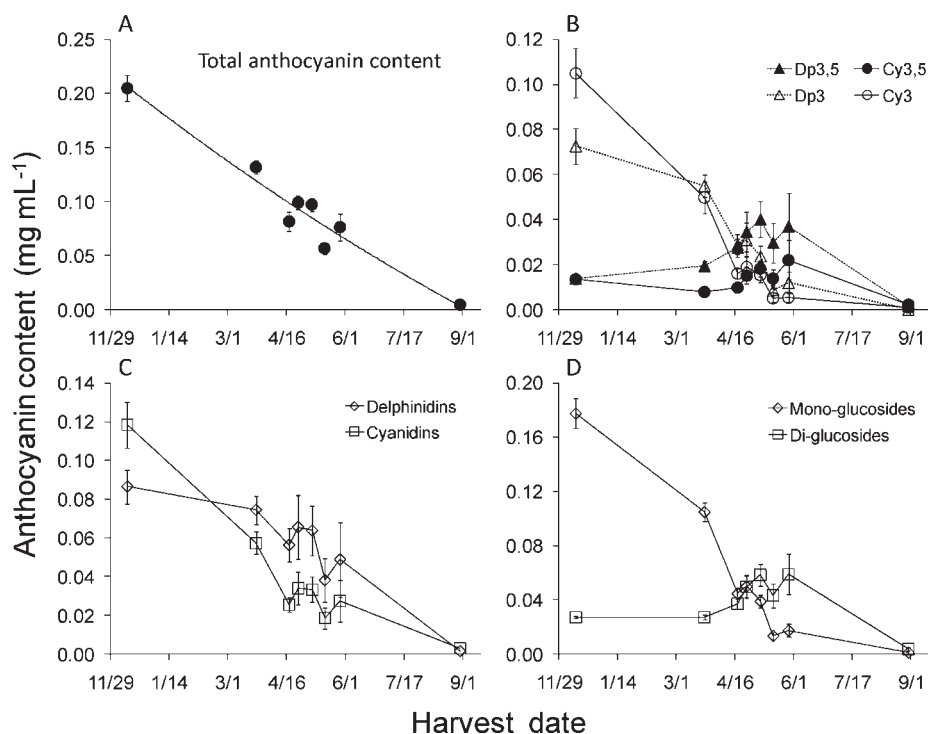 A
Total anthocyanin content
0.25
0.20
0.15
0.10
0.05
0.00
11/29 1/14 3/1 4/16 6/1 7/17 9/1
B
Dp3,5 Cy3,5
Dp3 Cy3
0.12
0.10
0.08
0.06
0.04
0.02
0.00
11/29 1/14 3/1 4/16 6/1 7/17 9/1
C
Delphinidins
Cyanidins
0.14
0.12
0.10
0.08
0.06
0.04
0.02
0.00
11/29 1/14 3/1 4/16 6/1 7/17 9/1
D
Mono-glucosides
Di-glucosides
0.20
0.16
0.12
0.08
0.04
0.00
11/29 1/14 3/1 4/16 6/1 7/17 9/1
Anthocyanin content (mg mL⁻¹)
Harvest date